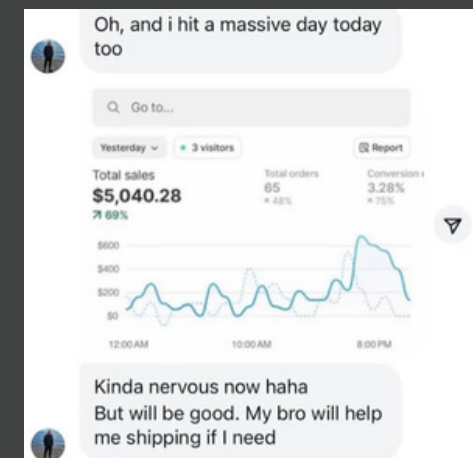 Oh, and i hit a massive day today
too
Go to...
Yesterday 3 visitors Report
Total sales Total orders Conversion
$5,040.28 65 3.28%
69% 48% 75%
$600
$400
$200
$0
12:00 AM 10:00 AM 8:00 PM
Kinda nervous now haha
But will be good. My bro will help
me shipping if I need